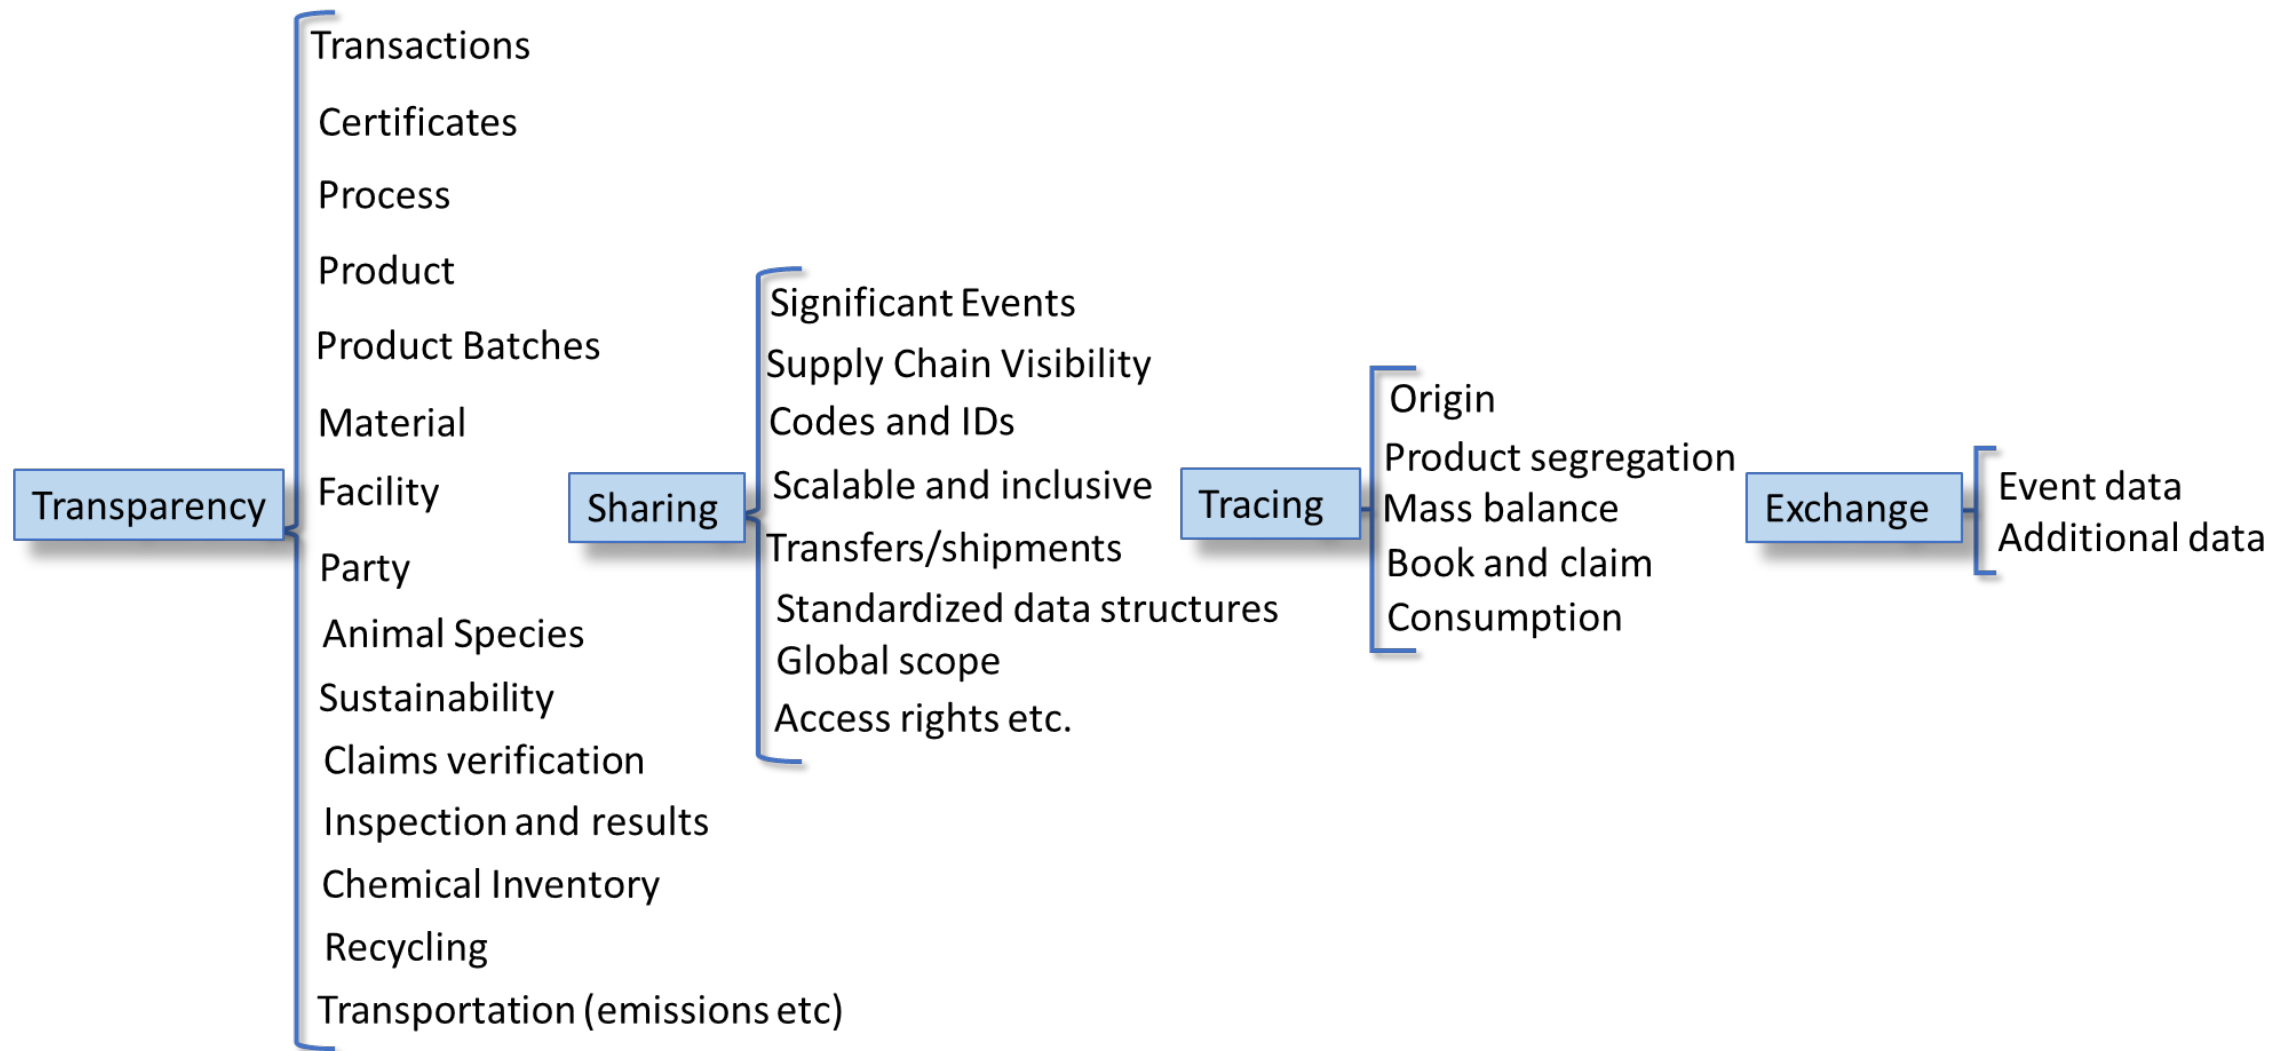 Transparency
Transactions
Certificates
Process
Product
Product Batches
Material
Facility
Party
Animal Species
Sustainability
Claims verification
Inspection and results
Chemical Inventory
Recycling
Transportation (emissions etc)
Sharing
Significant Events
Supply Chain Visibility
Codes and IDs
Scalable and inclusive
Transfers/shipments
Standardized data structures
Global scope
Access rights etc.
Tracing
Origin
Product segregation
Mass balance
Book and claim
Consumption
Exchange
Event data
Additional data